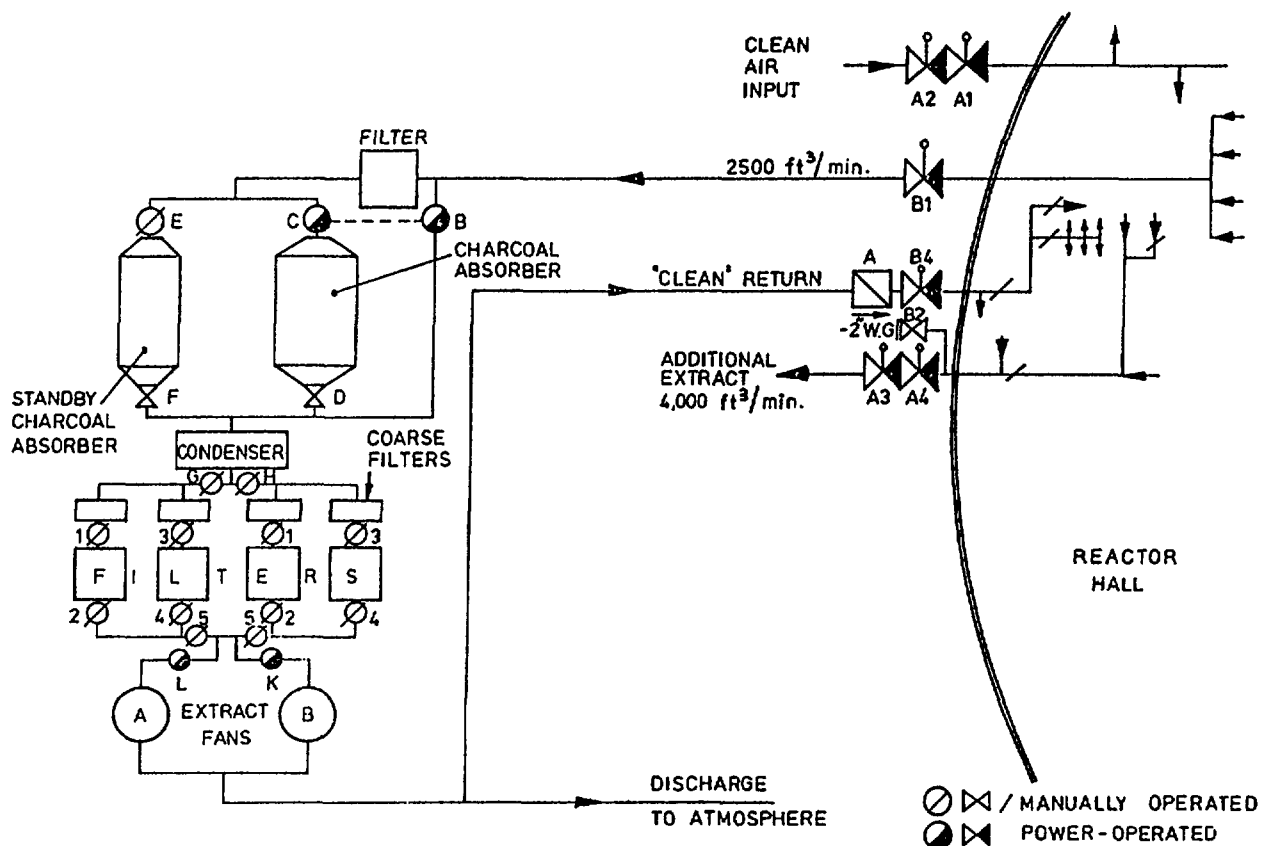 CLEAN
AIR
INPUT
A2 A1
FILTER
2500 ft³/min.
B1
E
C
B
CHARCOAL
ABSORBER
"CLEAN" RETURN
A
B4
B2
-2" W.G
ADDITIONAL
EXTRACT
4,000 ft³/min.
A3 A4
STANDBY
CHARCOAL
ABSORBER
F
D
CONDENSER
COARSE
FILTERS
G
H
1 3 1 3
F I L T E R S
2 4 5 5 2 4
L
K
A
EXTRACT
FANS
B
REACTOR
HALL
DISCHARGE
TO ATMOSPHERE
/ MANUALLY OPERATED
POWER-OPERATED